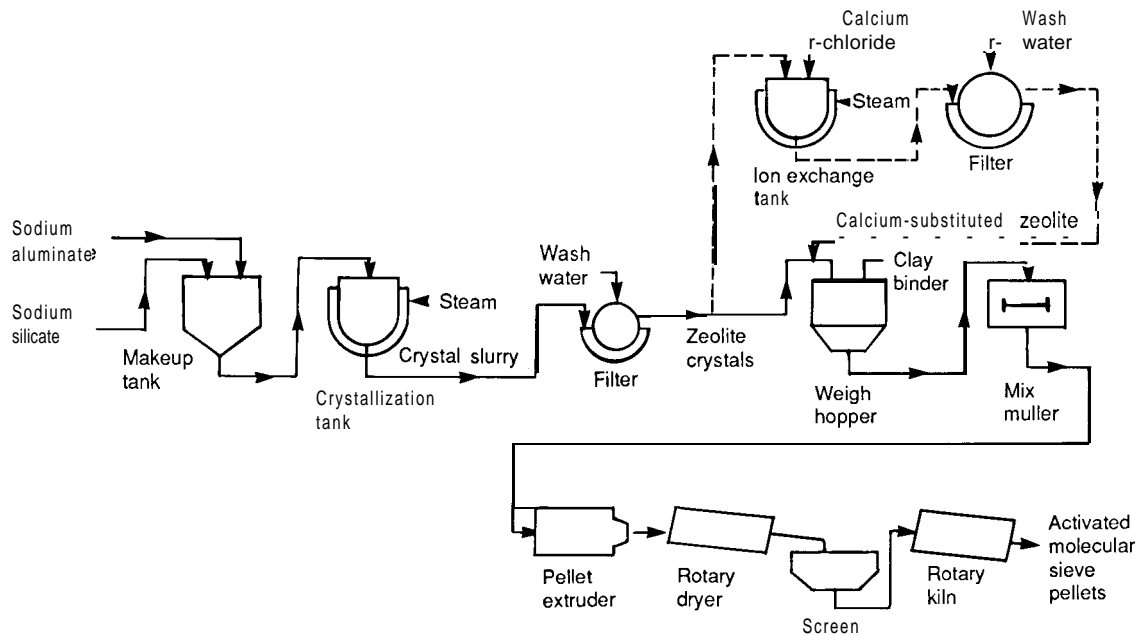 Calcium
r-chloride
r- Wash
water
Steam
Filter
Ion exchange
tank
Calcium-substituted zeolite
Sodium
aluminate
Sodium
silicate
Makeup
tank
Steam
Crystal slurry
Crystallization
tank
Wash
water
Filter
Zeolite
crystals
Clay
binder
Weigh
hopper
Mix
muller
Pellet
extruder
Rotary
dryer
Screen
Rotary
kiln
Activated
molecular
sieve
pellets